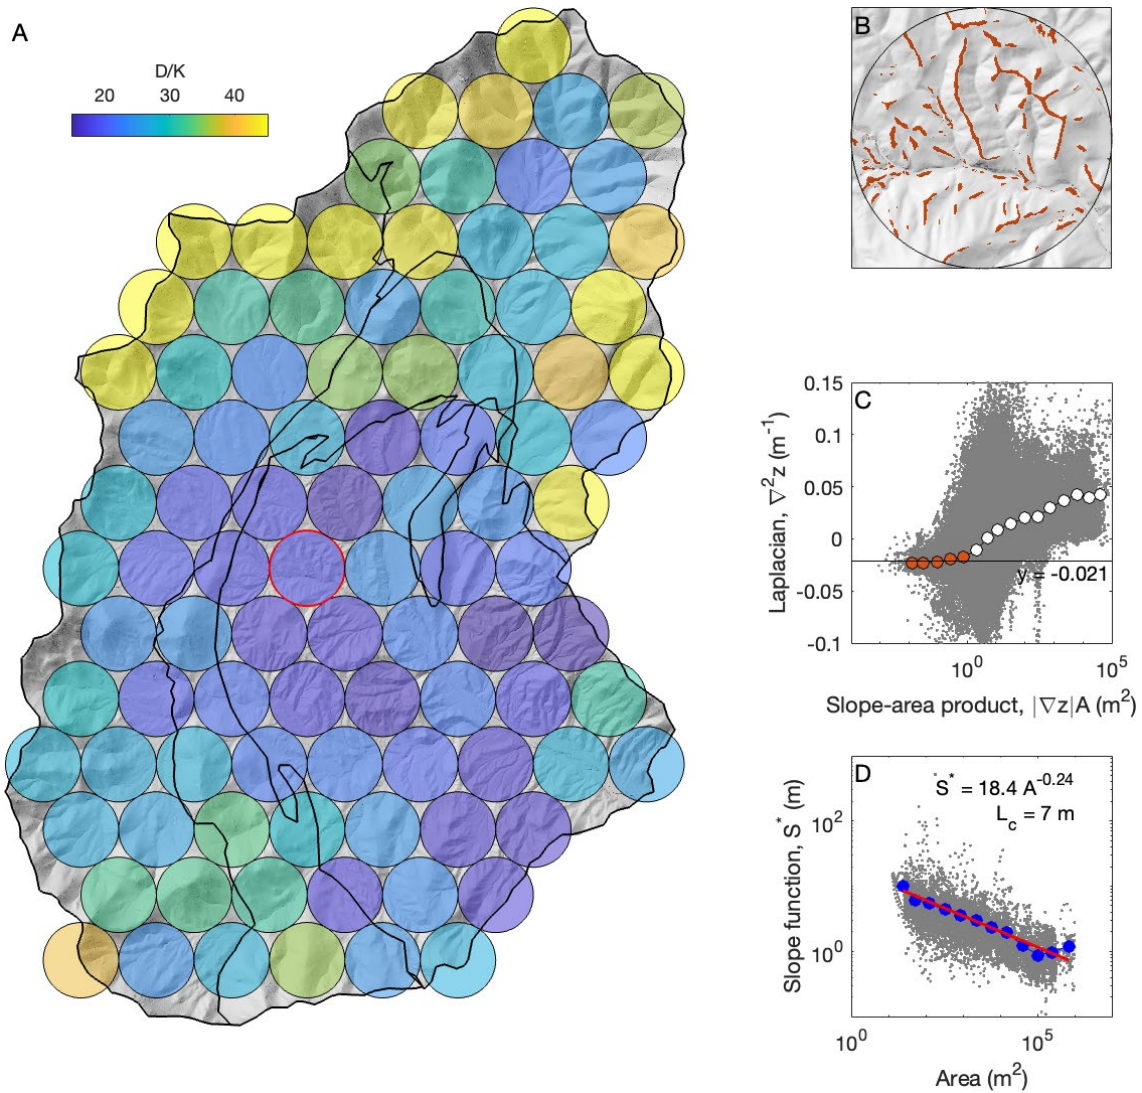 A
D/K
20 30 40
B
C
0.15
0.1
0.05
0
-0.05
-0.1
Laplacian, ∇²z (m⁻¹)
y = -0.021
10⁰ 10⁵
Slope-area product, |∇z|A (m²)
D
S* = 18.4 A⁻⁰·²⁴
L_c = 7 m
10²
10⁰
Slope function, S* (m)
10⁰ 10⁵
Area (m²)